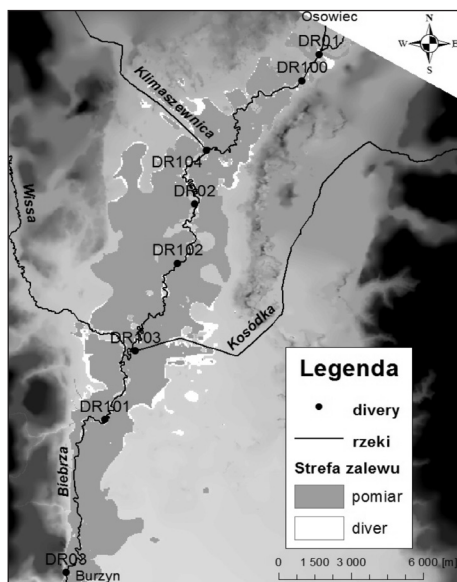 Osowiec
DR01
DR100
N
W E
S
Klimaszewnica
DR104
DR02
Wissa
DR102
Kosódka
DR103
DR101
Biebrza
DR03
Burzyn
Legenda
divery
rzeki
Strefa zalewu
pomiar
diver
0 1 500 3 000 6 000 [m]